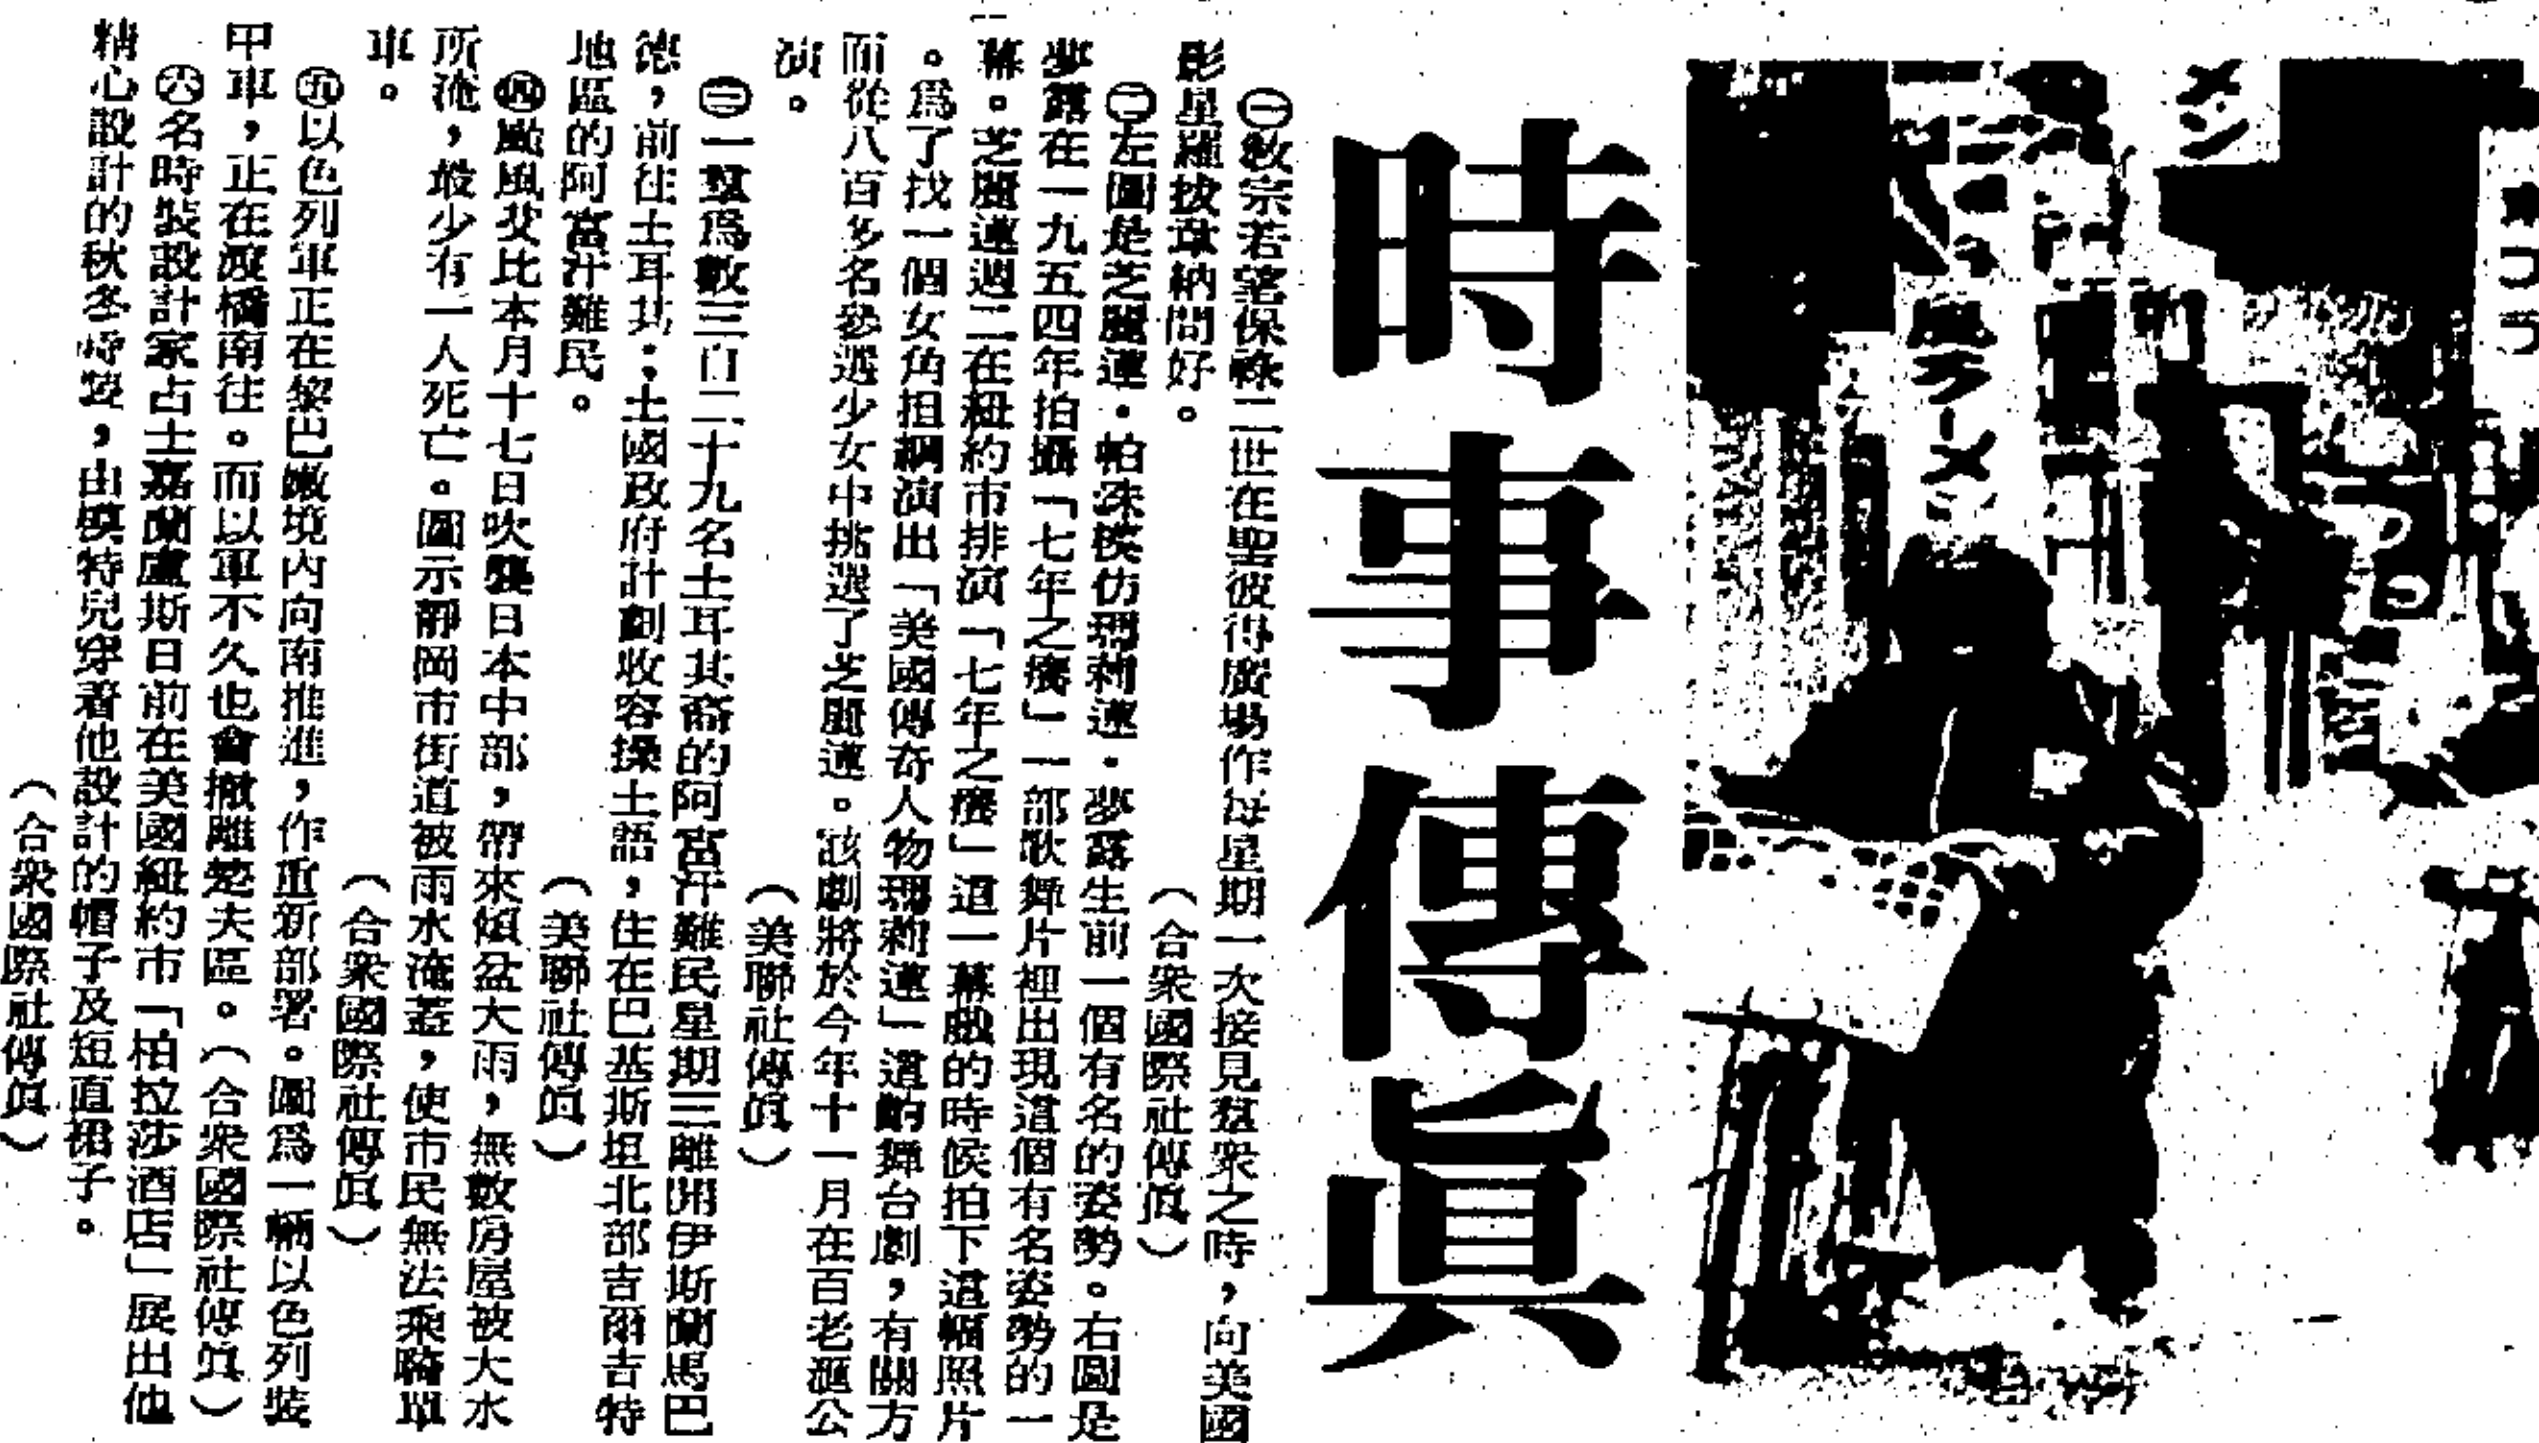 時事傳眞
㊀敎宗若望保祿二世在聖彼得廣場作每星期一次接見羣衆之時，向美國
影星羅拔韋納問好。（合衆國際社傳眞）
㊁左圖是芝麗蓮·帕洙模仿瑪莉蓮·夢露生前一個有名的姿勢。右圖是
夢露在一九五四年拍攝「七年之癢」一部歌舞片裡出現這個有名姿勢的一
幕。芝麗蓮週二在紐約市排演「七年之癢」這一幕戲的時候拍下這幅照片
。爲了找一個女角担綱演出「美國傳奇人物瑪莉蓮」這齣舞台劇，有關方
面從八百多名參選少女中挑選了芝麗蓮。該劇將於今年十一月在百老滙公
演。（美聯社傳眞）
㊂一羣爲數三百二十九名土耳其裔的阿富汗難民星期三離開伊斯蘭馬巴
德，前往土耳其；土國政府計劃收容操土語，住在巴基斯坦北部吉爾吉特
地區的阿富汗難民。（美聯社傳眞）
㊃颱風艾比本月十七日吹襲日本中部，帶來傾盆大雨，無數房屋被大水
所淹，最少有一人死亡。圖示靜岡市街道被雨水淹蓋，使市民無法乘騎單
車。（合衆國際社傳眞）
㊄以色列軍正在黎巴嫩境內向南推進，作重新部署。圖爲一輛以色列裝
甲車，正在渡橋南往。而以軍不久也會撤離楚夫區。（合衆國際社傳眞）
㊅名時裝設計家占士嘉蘭盧斯日前在美國紐約市「柏拉莎酒店」展出他
精心設計的秋冬時裝，由模特兒穿着他設計的帽子及短直裙子。
（合衆國際社傳眞）
メン
風ラーメン
コラ